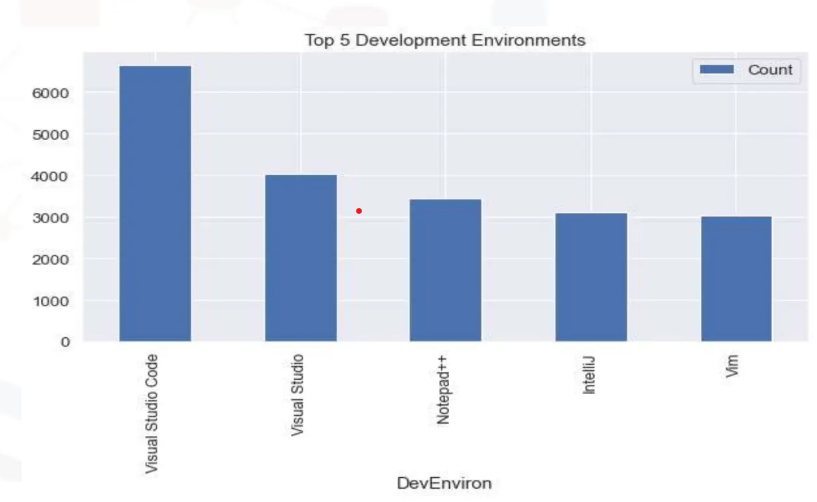 Top 5 Development Environments
Count
6000
5000
4000
3000
2000
1000
0
Visual Studio Code
Visual Studio
Notepad++
IntelliJ
Vim
DevEnviron